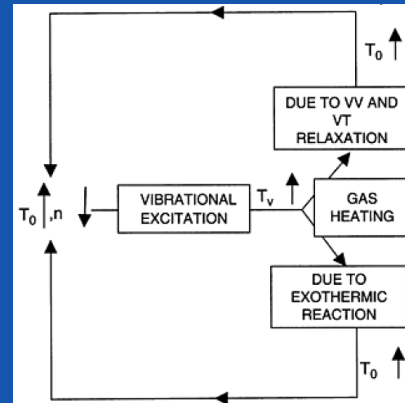 T₀
DUE TO VV AND
VT
RELAXATION
T₀ ,n
VIBRATIONAL
EXCITATION
Tᵥ
GAS
HEATING
DUE TO
EXOTHERMIC
REACTION
T₀